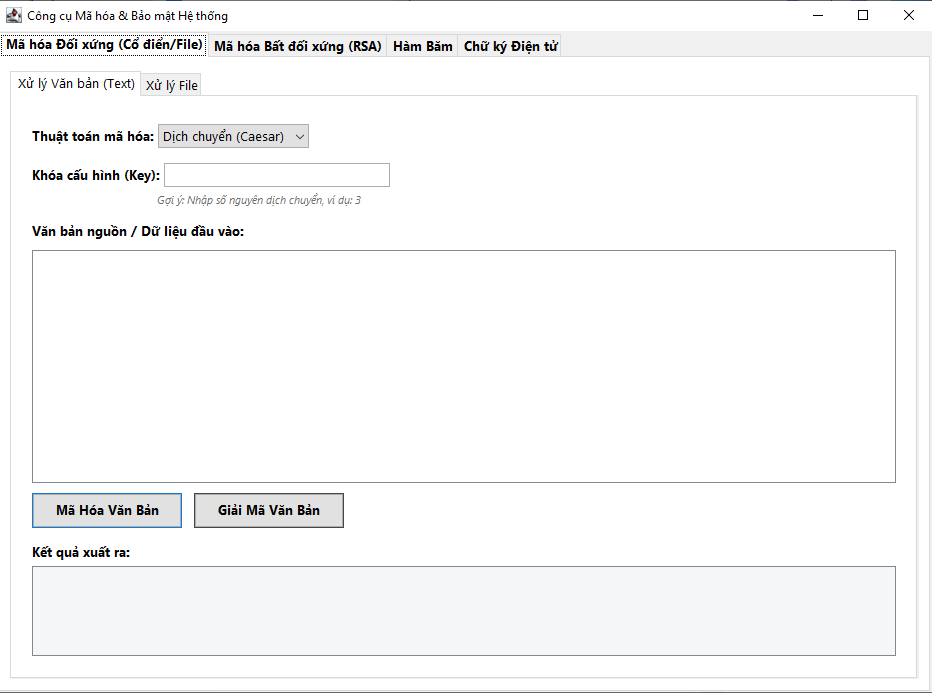 Công cụ Mã hóa & Bảo mật Hệ thống
Mã hóa Đối xứng (Cổ điển/File) Mã hóa Bất đối xứng (RSA) Hàm Băm Chữ ký Điện tử
Xử lý Văn bản (Text) Xử lý File
Thuật toán mã hóa: Dịch chuyển (Caesar)
Khóa cấu hình (Key):
Gợi ý: Nhập số nguyên dịch chuyển, ví dụ: 3
Văn bản nguồn / Dữ liệu đầu vào:
Mã Hóa Văn Bản Giải Mã Văn Bản
Kết quả xuất ra: